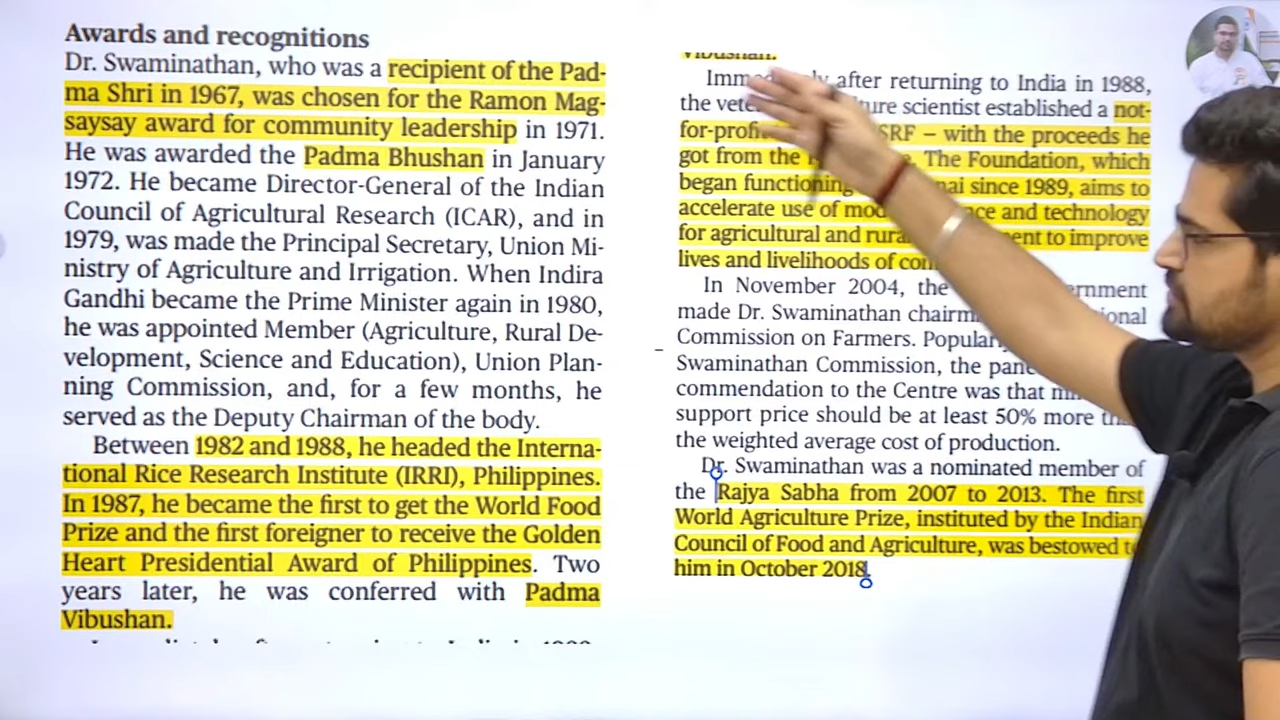 Awards and recognitions
Dr. Swaminathan, who was a recipient of the Pad-
ma Shri in 1967, was chosen for the Ramon Mag-
saysay award for community leadership in 1971.
He was awarded the Padma Bhushan in January
1972. He became Director-General of the Indian
Council of Agricultural Research (ICAR), and in
1979, was made the Principal Secretary, Union Mi-
nistry of Agriculture and Irrigation. When Indira
Gandhi became the Prime Minister again in 1980,
he was appointed Member (Agriculture, Rural De-
velopment, Science and Education), Union Plan-
ning Commission, and, for a few months, he
served as the Deputy Chairman of the body.
Between 1982 and 1988, he headed the Interna-
tional Rice Research Institute (IRRI), Philippines.
In 1987, he became the first to get the World Food
Prize and the first foreigner to receive the Golden
Heart Presidential Award of Philippines. Two
years later, he was conferred with Padma
Vibushan.
Vibushan.
after returning to India in 1988,
the scientist established a not-
SRF – with the proceeds he
got from the The Foundation, which
began functioning since 1989, aims to
accelerate use of and technology
for agricultural and to improve
lives and livelihoods of
In November 2004, the
made Dr. Swaminathan
Commission on Farmers.
Swaminathan Commission, the
commendation to the Centre was that
support price should be at least 50% more
the weighted average cost of production.
Dr. Swaminathan was a nominated member of
the Rajya Sabha from 2007 to 2013. The first
World Agriculture Prize, instituted by the Indian
Council of Food and Agriculture, was bestowed
him in October 2018